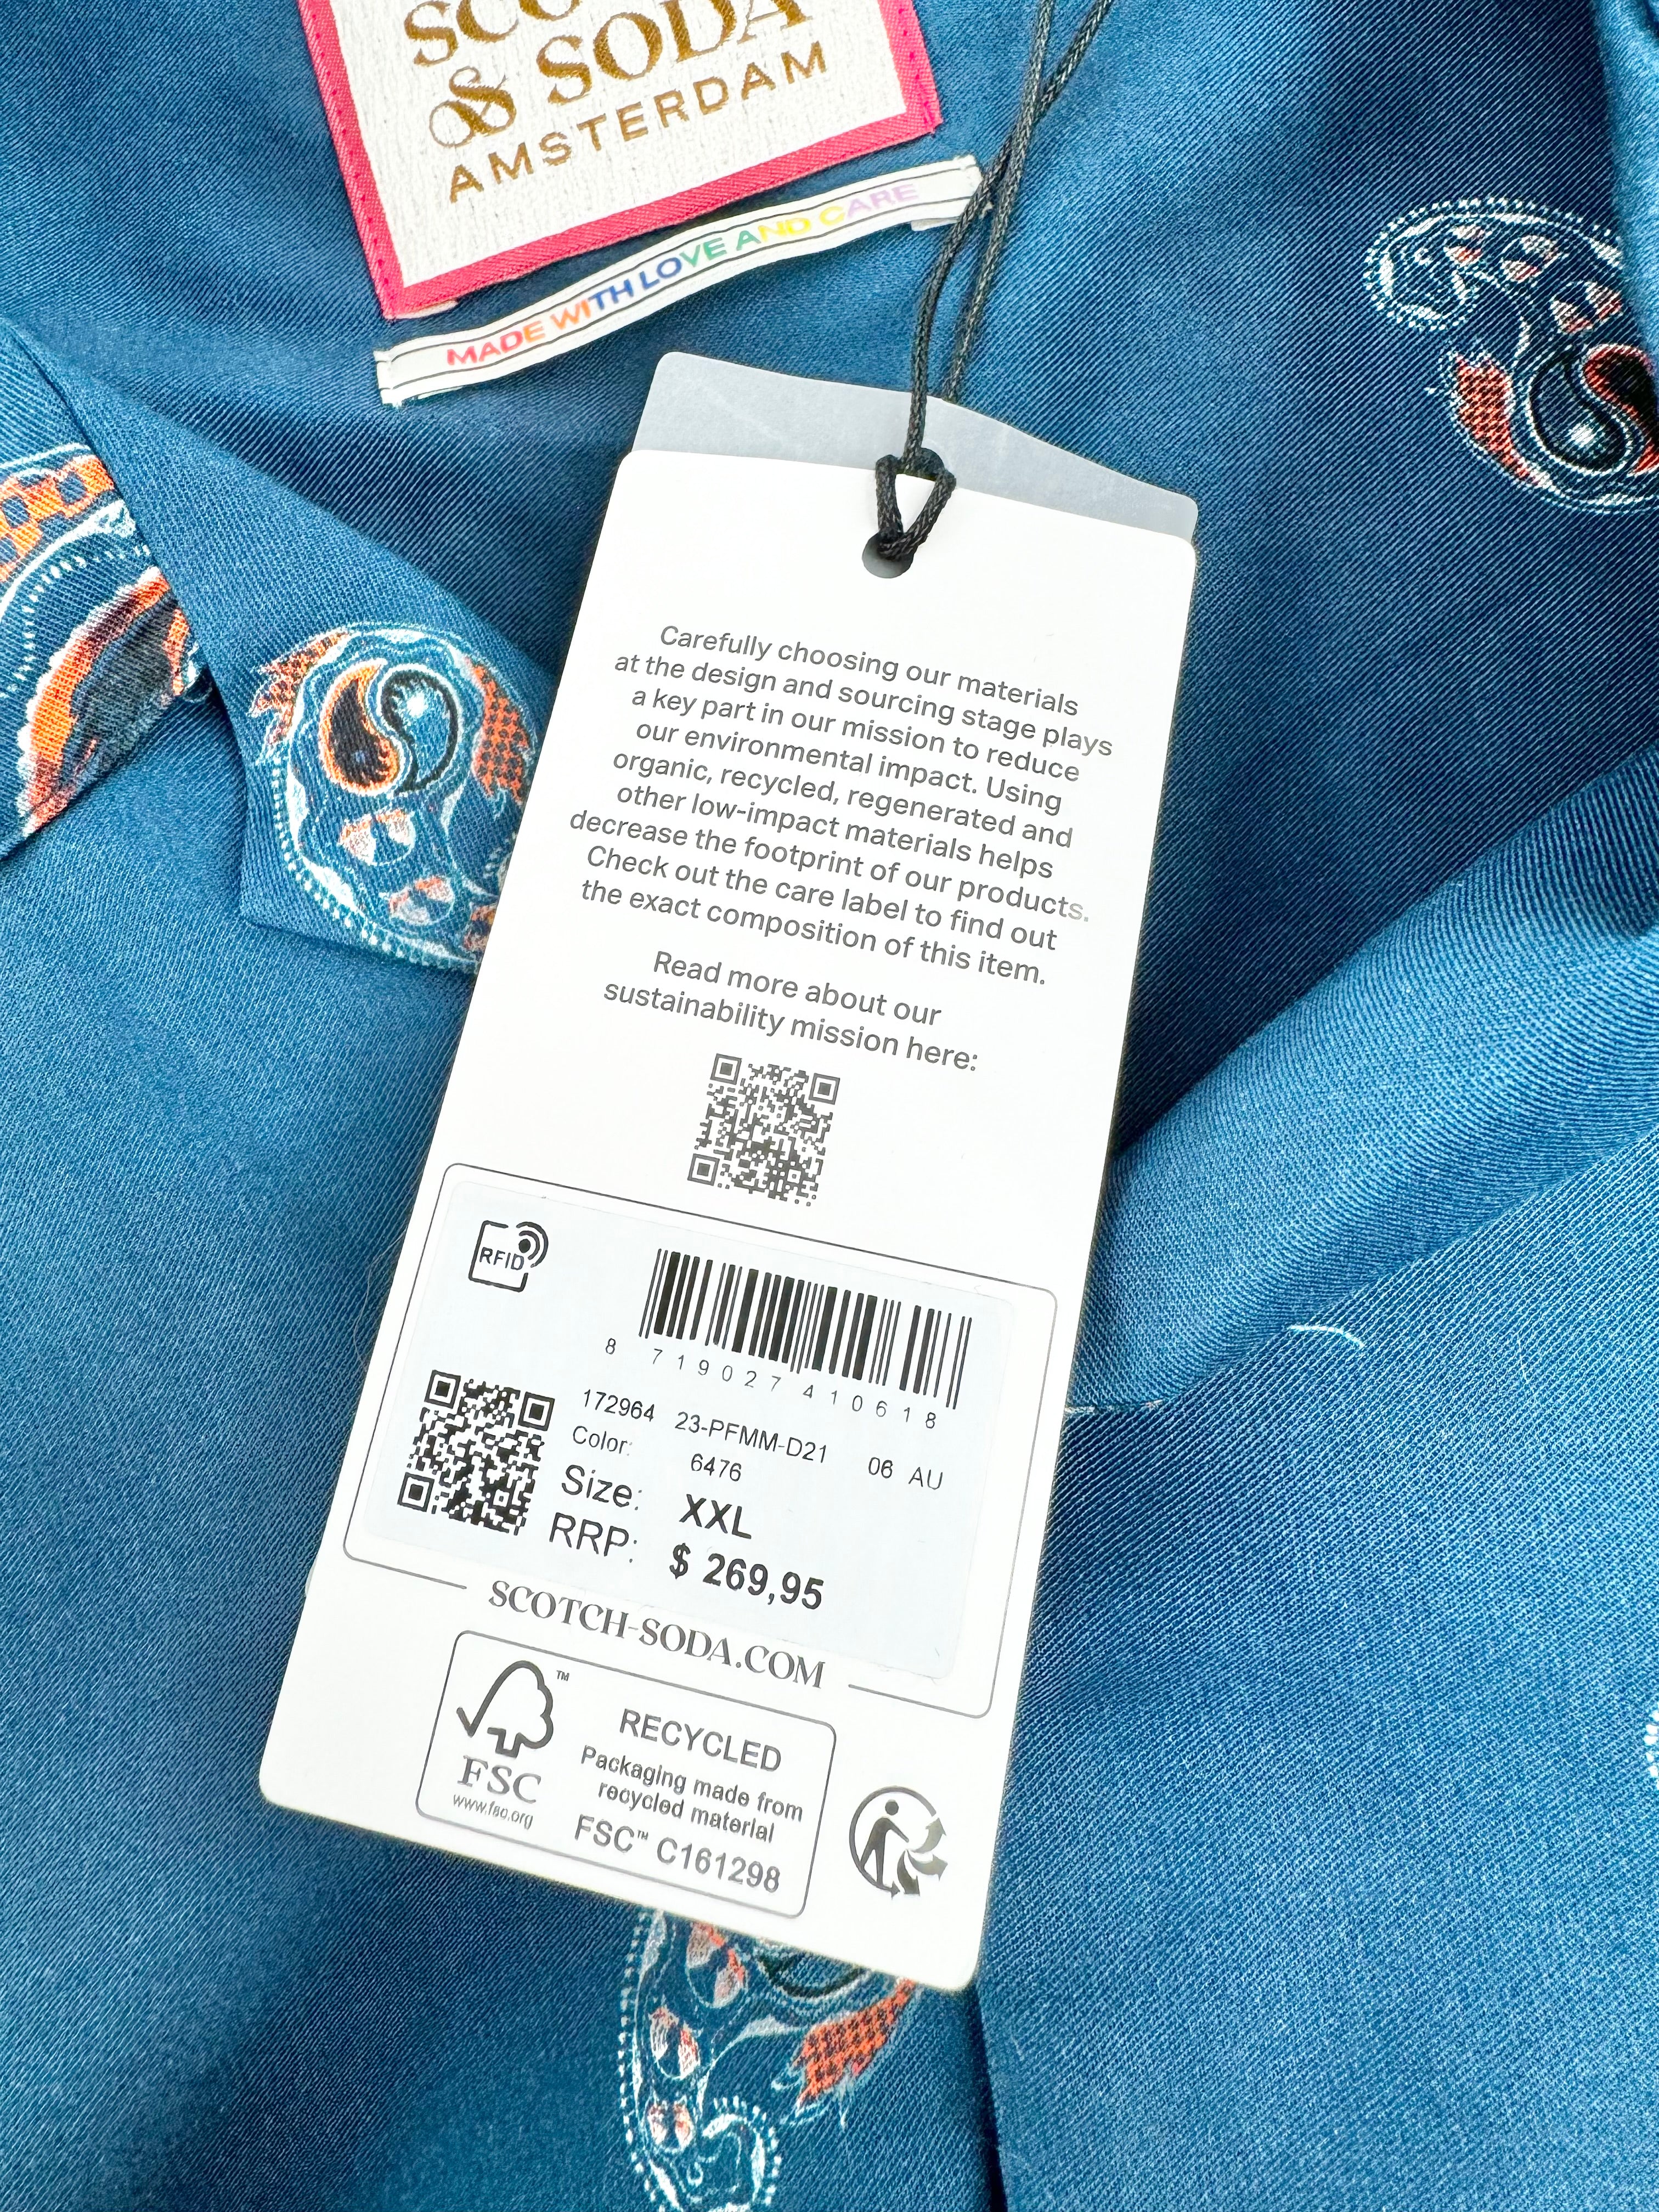 & SODA
AMSTERDAM
MADE WITH LOVE AND CARE
Carefully choosing our materials
at the design and sourcing stage plays
a key part in our mission to reduce
our environmental impact. Using
organic, recycled, regenerated and
other low-impact materials helps
decrease the footprint of our products.
Check out the care label to find out
the exact composition of this item.
Read more about our
sustainability mission here:
RFID
8 719027 410618
172964 23-PFMM-D21 06 AU
Color: 6476
Size: XXL
RRP: $ 269,95
SCOTCH-SODA.COM
FSC™
www.fsc.org
RECYCLED
Packaging made from
recycled material
FSC™ C161298